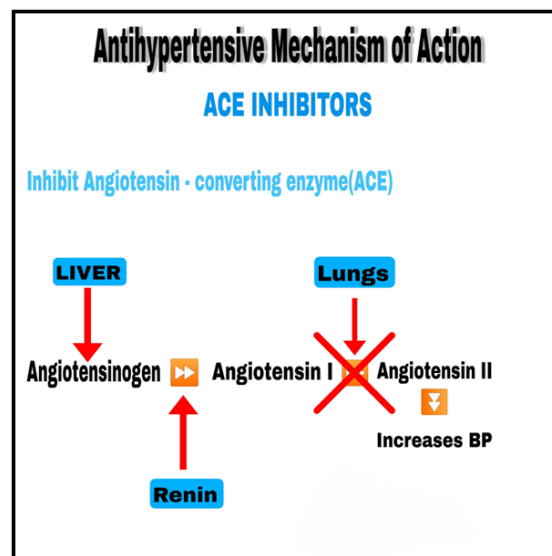 Antihypertensive Mechanism of Action
ACE INHIBITORS
Inhibit Angiotensin - converting enzyme(ACE)
LIVER
Lungs
Angiotensinogen
Angiotensin I
Angiotensin II
Increases BP
Renin